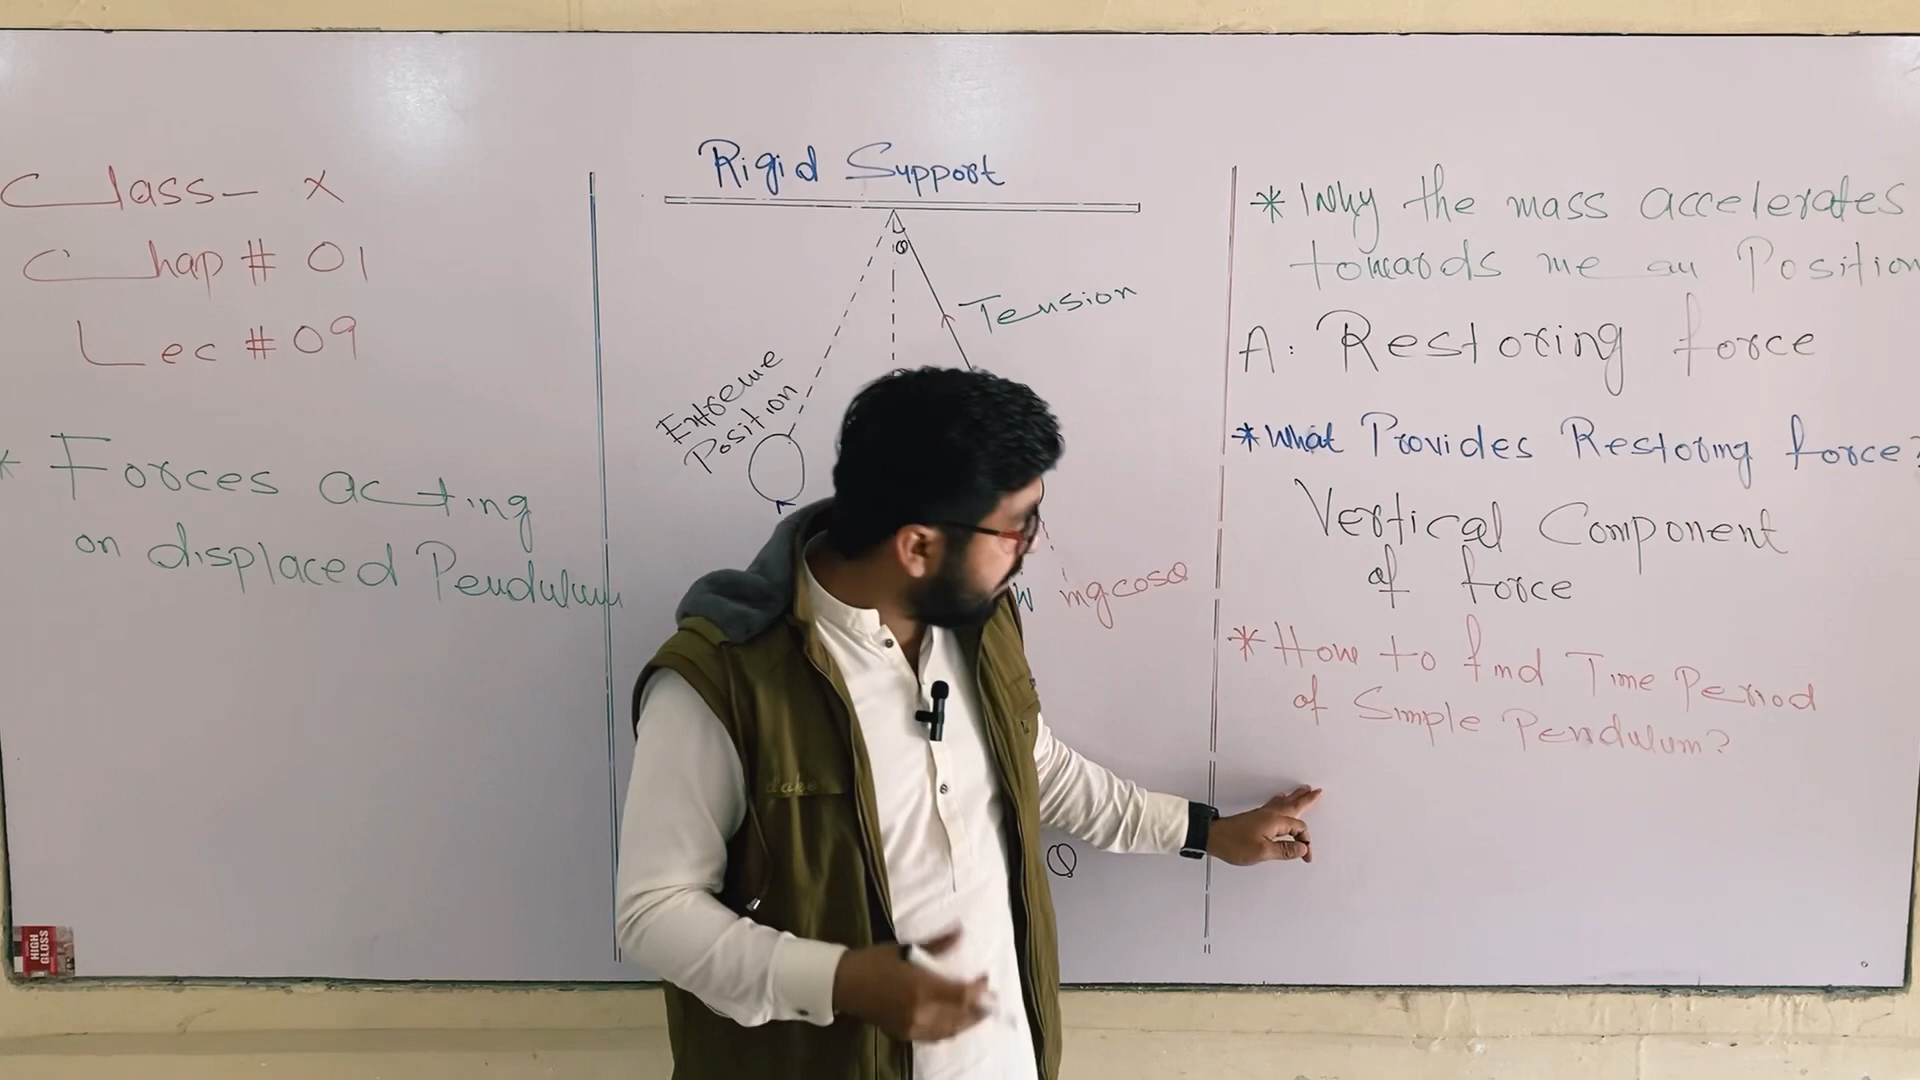 Class- X
Chap # 01
Lec # 09
* Forces acting
on displaced Pendulum
Rigid Support
θ
Tension
Extreme
Position
W
mgcosθ
Q
* Why the mass accelerates
towards me an Position
A: Restoring force
* What Provides Restoring force?
Vertical Component
of force
* How to find Time Period
of Simple Pendulum?
HIGH
GLOSS